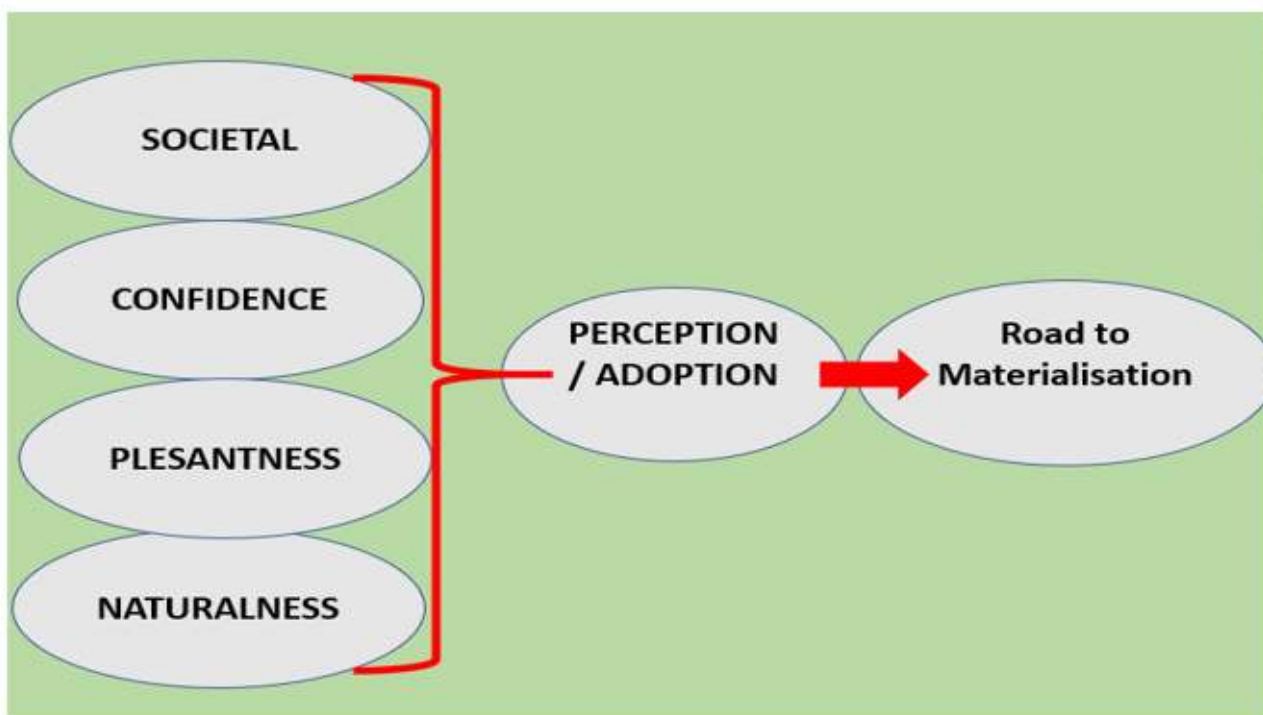 SOCIETAL
CONFIDENCE
PLESANTNESS
NATURALNESS
PERCEPTION
/ ADOPTION
Road to
Materialisation